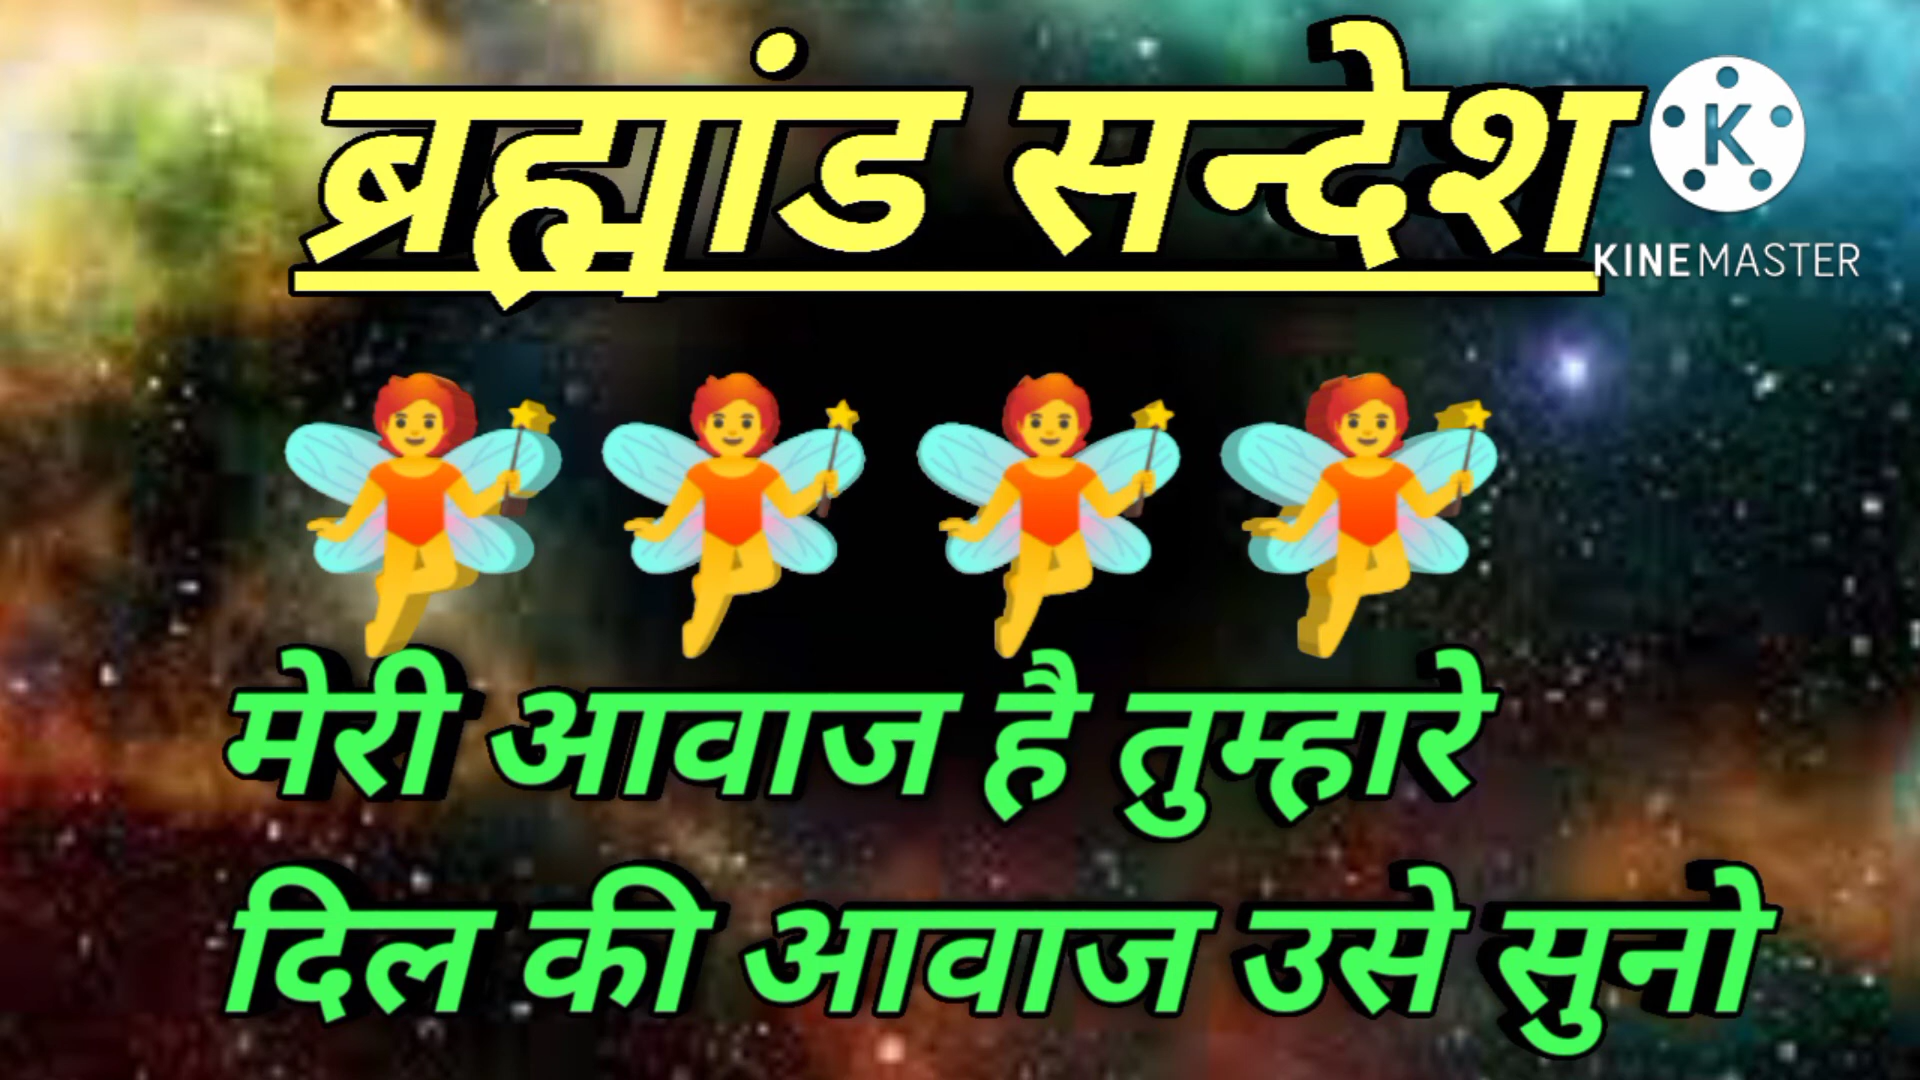 ब्रह्मांड सन्देश
KINEMASTER
मेरी आवाज है तुम्हारे
दिल की आवाज उसे सुनो